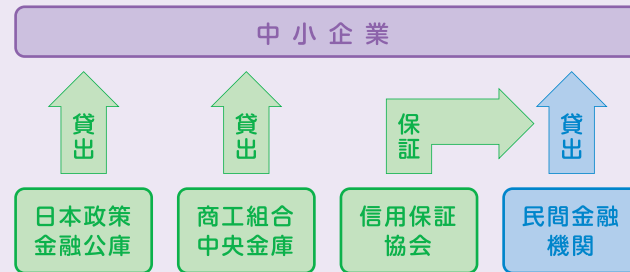 中小企業
貸出
貸出
保証
貸出
日本政策
金融公庫
商工組合
中央金庫
信用保証
協会
民間金融
機関